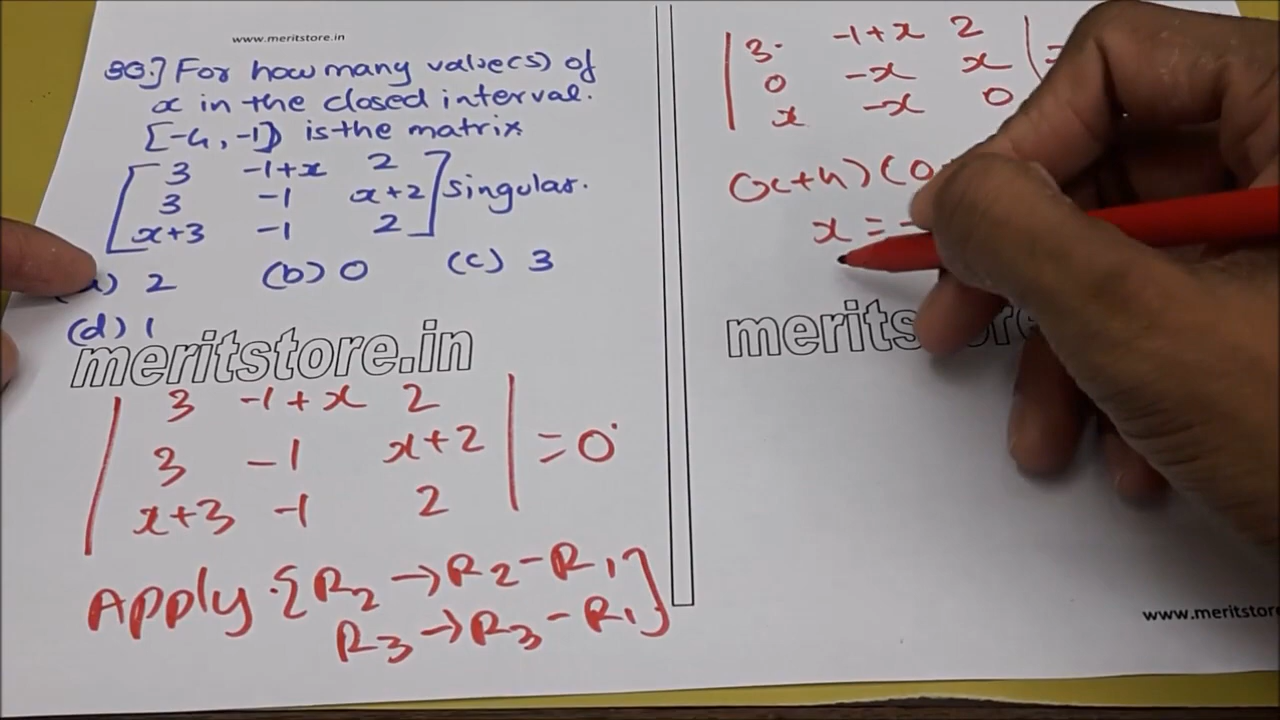 www.meritstore.in
30.] For how many value(s) of
x in the closed interval.
[-4, -1] is the matrix
3 -1+x 2
3 -1 x+2
x+3 -1 2
singular.
2 (b) 0 (c) 3
(d) 1
meritstore.in
3 -1+x 2
3 -1 x+2
x+3 -1 2
= 0
Apply {R2 → R2 - R1
R3 → R3 - R1}
3 -1+x 2
0 -x x
x -x 0
(x+4)(
x =
www.meritstore